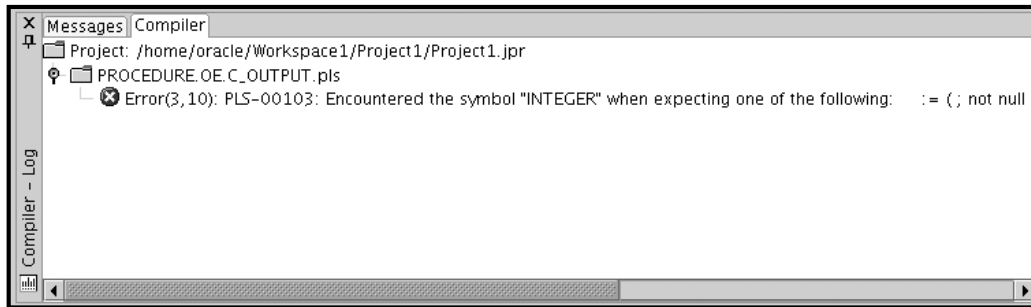 Messages Compiler
Project: /home/oracle/Workspace1/Project1/Project1.jpr
PROCEDURE.OE.C_OUTPUT.pls
Error(3,10): PLS-00103: Encountered the symbol "INTEGER" when expecting one of the following: := ( ; not null
Compiler - Log